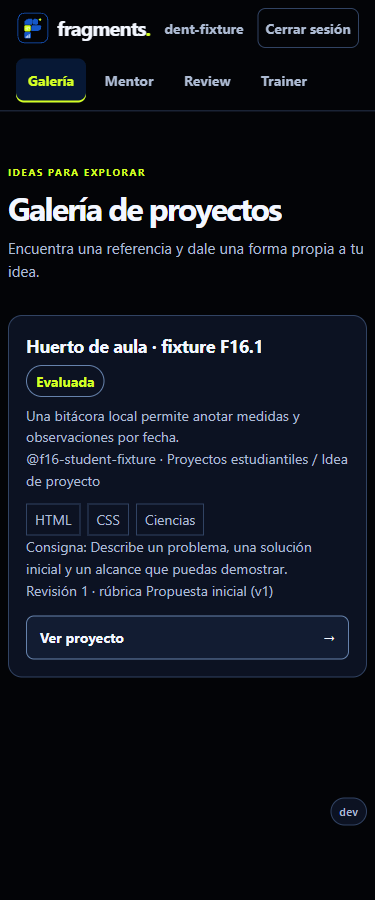 fragments.
dent-fixture
Cerrar sesión
Galería
Mentor
Review
Trainer
IDEAS PARA EXPLORAR
Galería de proyectos
Encuentra una referencia y dale una forma propia a tu
idea.
Huerto de aula · fixture F16.1
Evaluada
Una bitácora local permite anotar medidas y
observaciones por fecha.
@f16-student-fixture · Proyectos estudiantiles / Idea
de proyecto
HTML
CSS
Ciencias
Consigna: Describe un problema, una solución
inicial y un alcance que puedas demostrar.
Revisión 1 · rúbrica Propuesta inicial (v1)
Ver proyecto →
dev